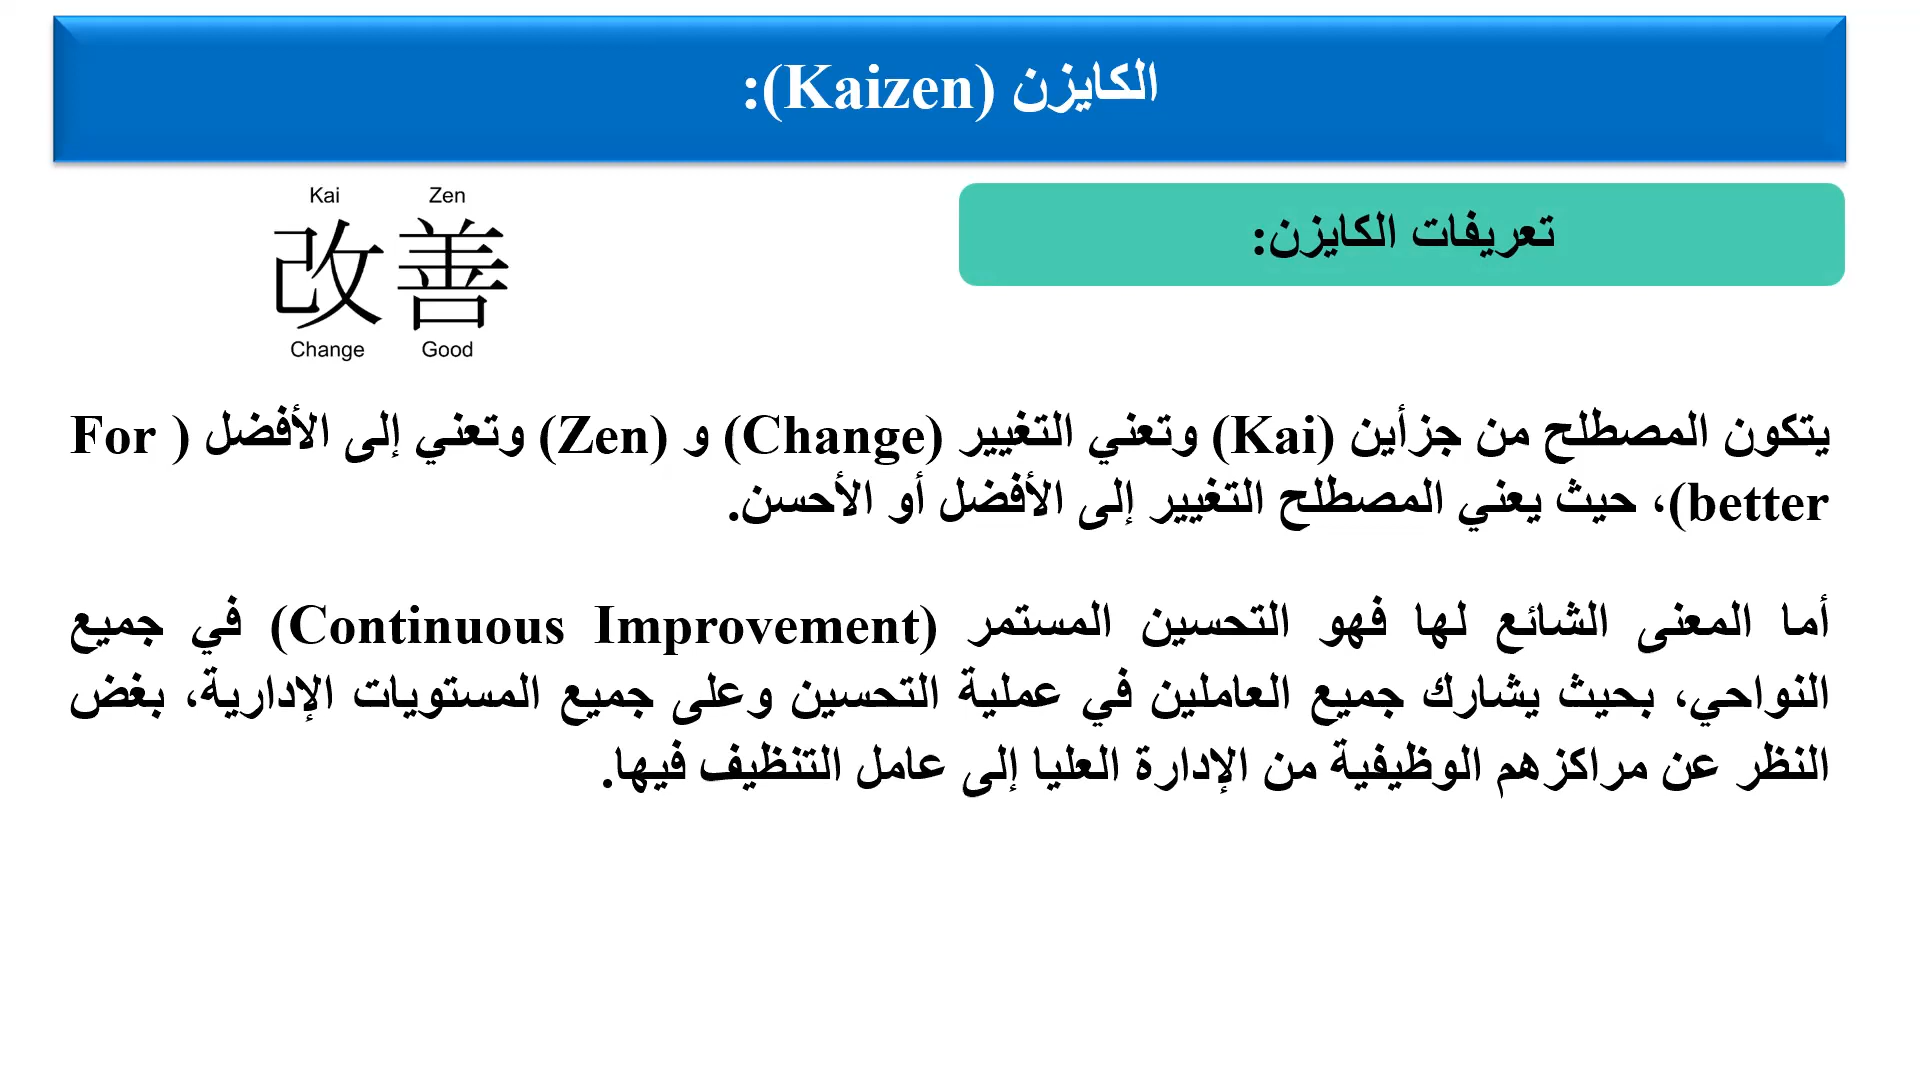 الكايزن (Kaizen):
تعريفات الكايزن:
Kai Zen
改善
Change Good
يتكون المصطلح من جزأين (Kai) وتعني التغيير (Change) و (Zen) وتعني إلى الأفضل (For
better)، حيث يعني المصطلح التغيير إلى الأفضل أو الأحسن.
أما المعنى الشائع لها فهو التحسين المستمر (Continuous Improvement) في جميع
النواحي، بحيث يشارك جميع العاملين في عملية التحسين وعلى جميع المستويات الإدارية، بغض
النظر عن مراكزهم الوظيفية من الإدارة العليا إلى عامل التنظيف فيها.